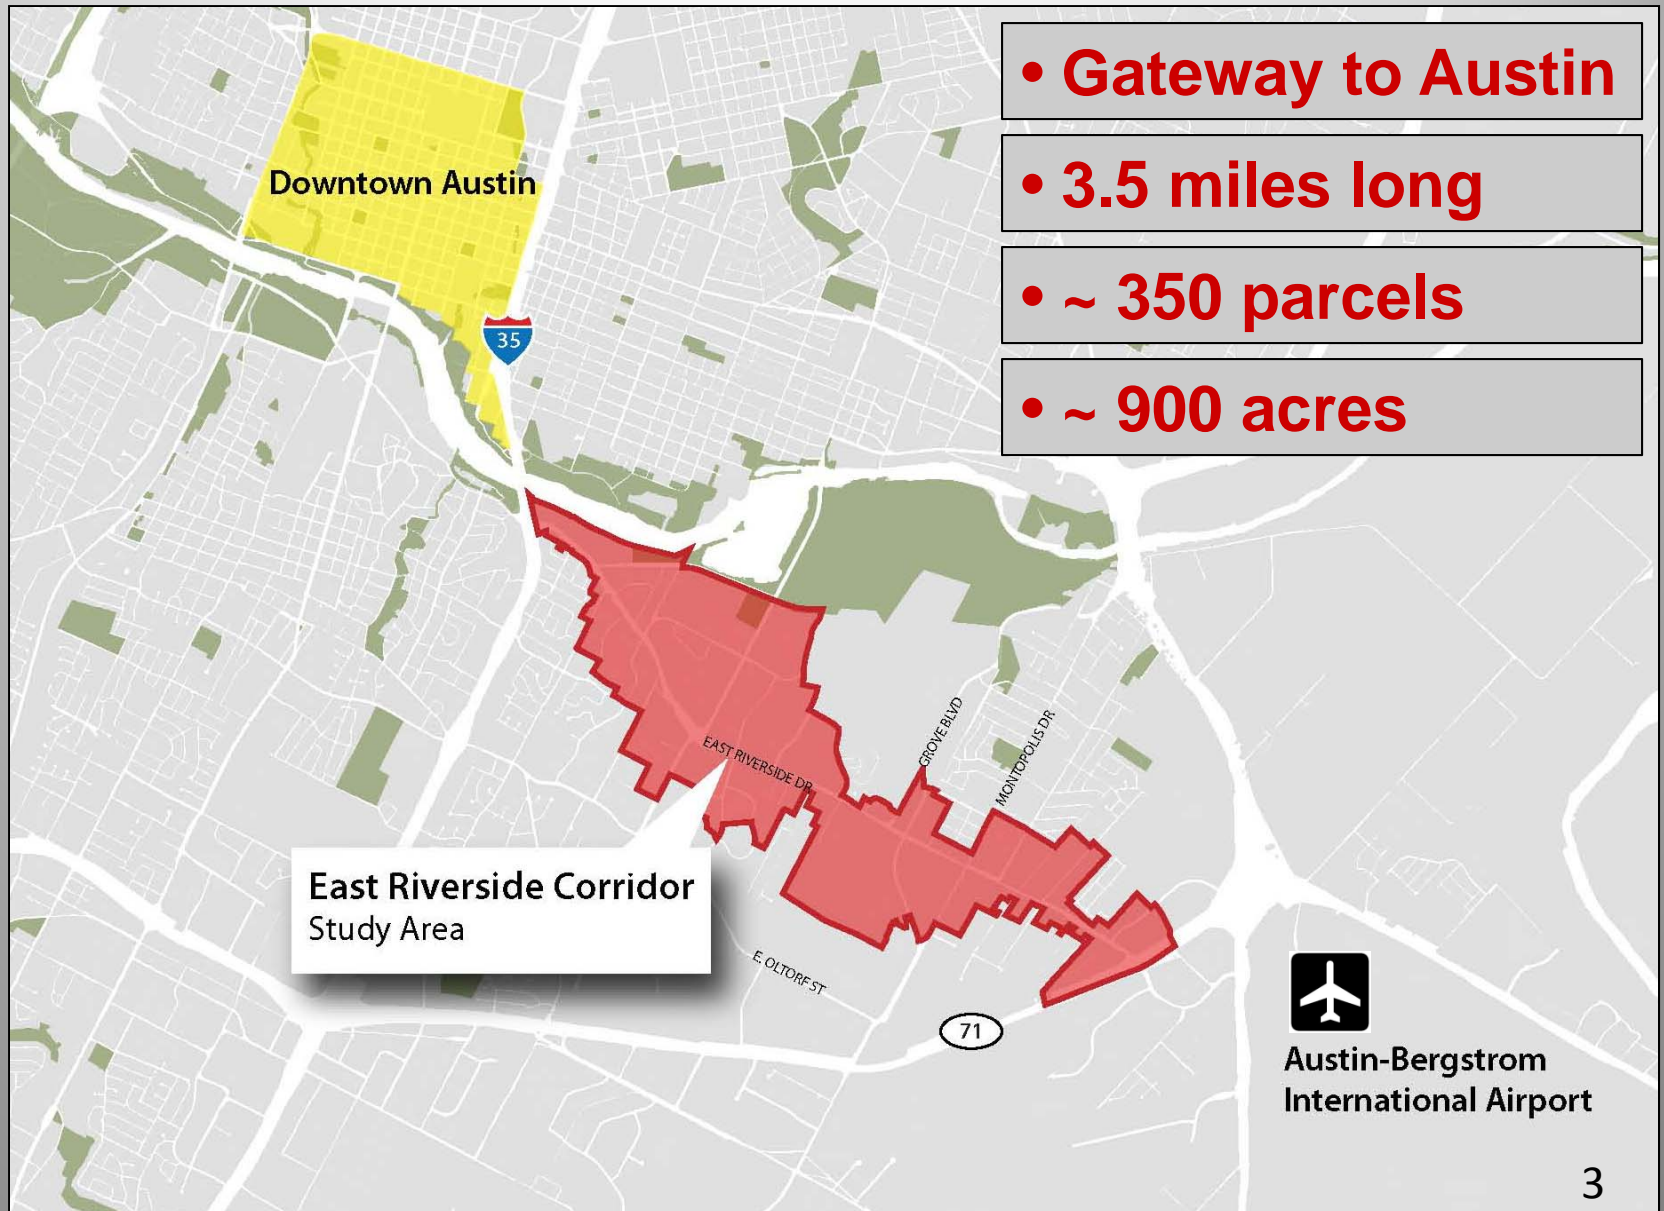 • Gateway to Austin
• 3.5 miles long
• ~ 350 parcels
• ~ 900 acres
Downtown Austin
35
GROVE BLVD
MONTOPOLIS DR
EAST RIVERSIDE DR
East Riverside Corridor
Study Area
E. OLTORF ST
71
Austin-Bergstrom
International Airport
3